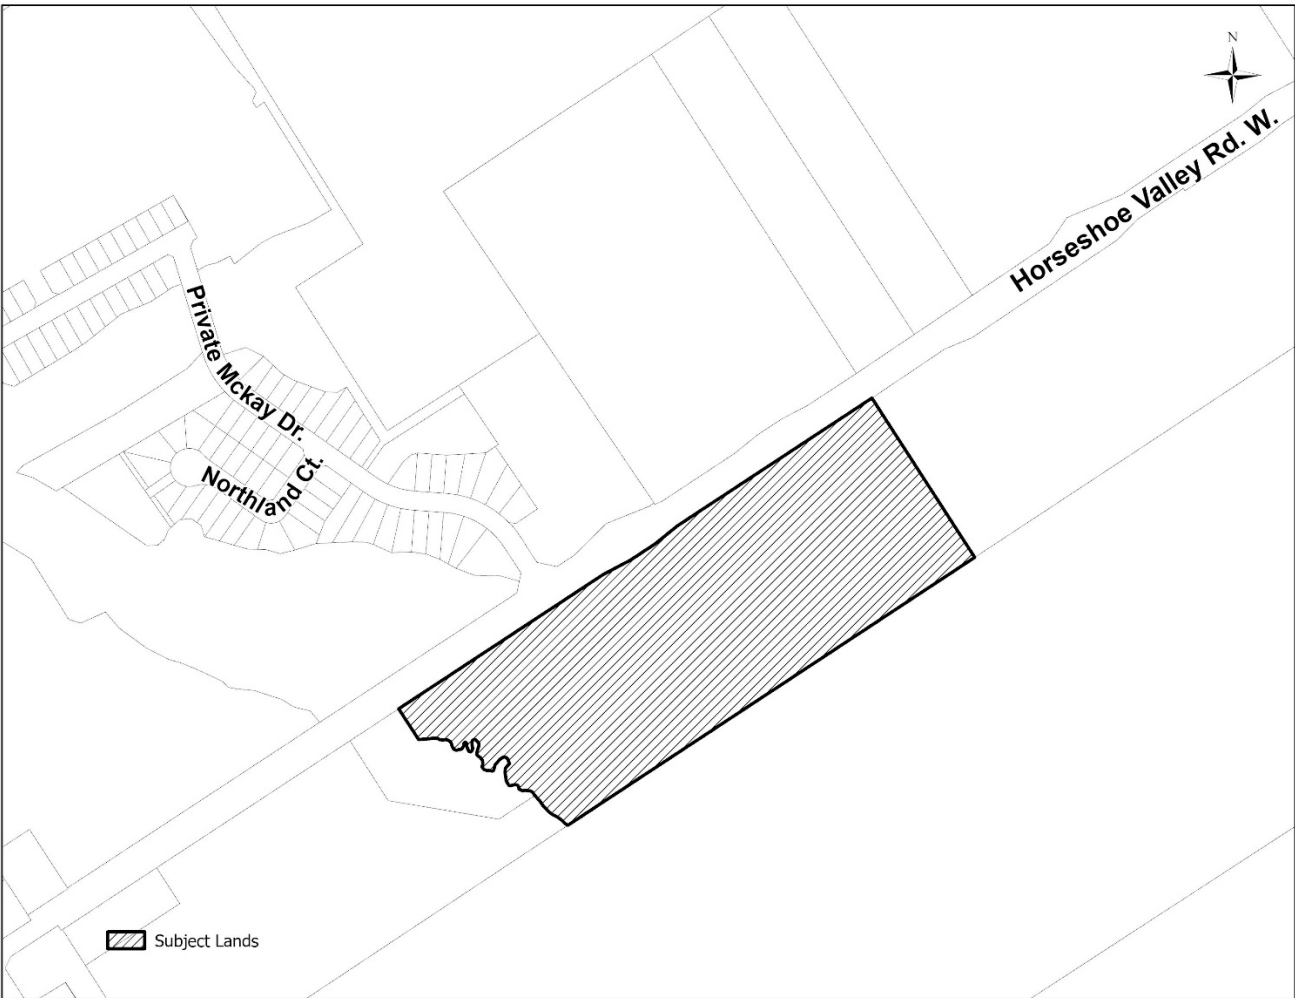 N
Horseshoe Valley Rd. W.
Private Mckay Dr.
Northland Ct.
Subject Lands